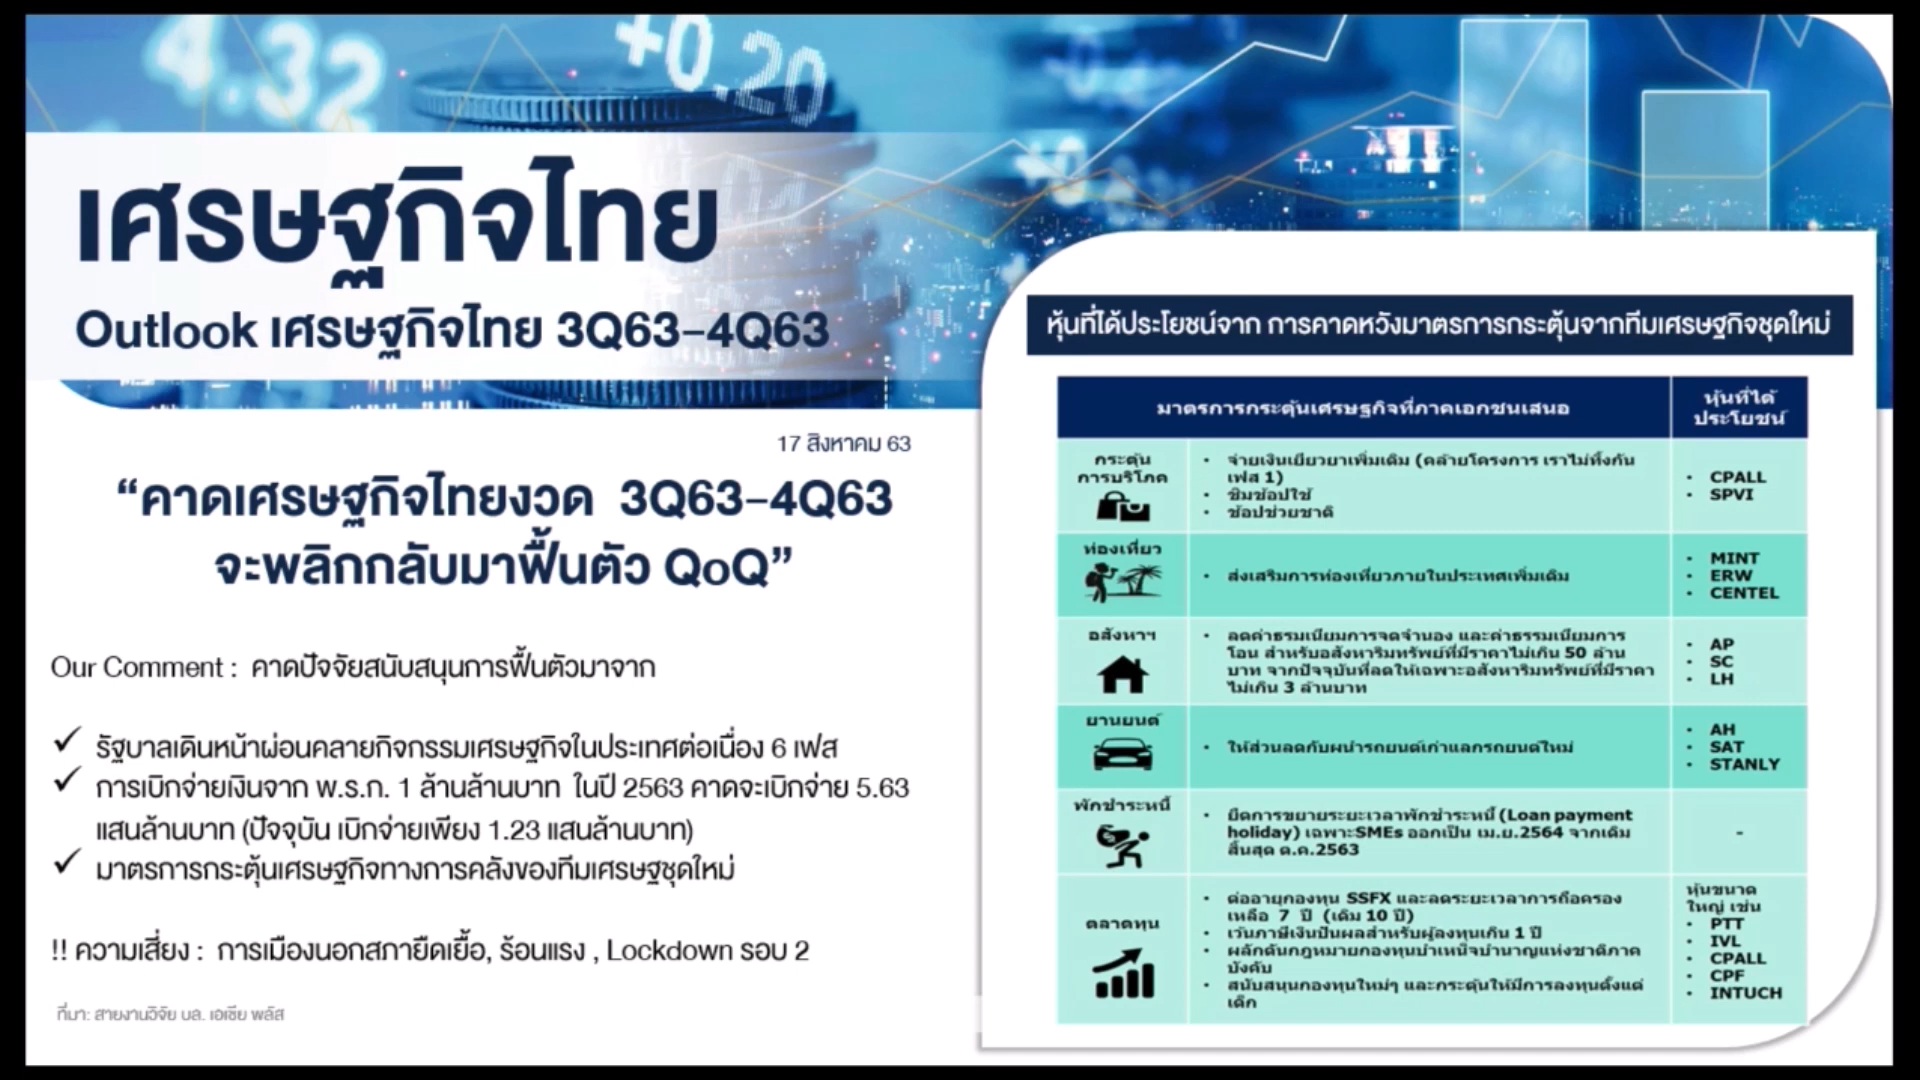 4.32
+0.20
เศรษฐกิจไทย
Outlook เศรษฐกิจไทย 3Q63-4Q63
17 สิงหาคม 63
“คาดเศรษฐกิจไทยงวด 3Q63-4Q63
จะพลิกกลับมาฟื้นตัว QoQ”
Our Comment : คาดปัจจัยสนับสนุนการฟื้นตัวมาจาก
✓ รัฐบาลเดินหน้าผ่อนคลายกิจกรรมเศรษฐกิจในประเทศต่อเนื่อง 6 เฟส
✓ การเบิกจ่ายเงินจาก พ.ร.ก. 1 ล้านล้านบาท ในปี 2563 คาดจะเบิกจ่าย 5.63
แสนล้านบาท (ปัจจุบัน เบิกจ่ายเพียง 1.23 แสนล้านบาท)
✓ มาตรการกระตุ้นเศรษฐกิจทางการคลังของทีมเศรษฐชุดใหม่
!! ความเสี่ยง : การเมืองนอกสภายืดเยื้อ, ร้อนแรง , Lockdown รอบ 2
ที่มา: สายงานวิจัย บล. เอเซีย พลัส
หุ้นที่ได้ประโยชน์จาก การคาดหวังมาตรการกระตุ้นจากทีมเศรษฐกิจชุดใหม่
มาตรการกระตุ้นเศรษฐกิจที่ภาคเอกชนเสนอ
หุ้นที่ได้
ประโยชน์
กระตุ้น
การบริโภค
• จ่ายเงินเยียวยาเพิ่มเติม (คล้ายโครงการ เราไม่ทิ้งกัน
เฟส 1)
• ชิมช้อปใช้
• ช้อปช่วยชาติ
• CPALL
• SPVI
ท่องเที่ยว
• ส่งเสริมการท่องเที่ยวภายในประเทศเพิ่มเติม
• MINT
• ERW
• CENTEL
อสังหาฯ
• ลดค่าธรมเนียมการจดจำนอง และค่าธรรมเนียมการ
โอน สำหรับอสังหาริมทรัพย์ที่มีราคาไม่เกิน 50 ล้าน
บาท จากปัจจุบันที่ลดให้เฉพาะอสังหาริมทรัพย์ที่มีราคา
ไม่เกิน 3 ล้านบาท
• AP
• SC
• LH
ยานยนต์
• ให้ส่วนลดกับผนำรถยนต์เก่าแลกรถยนต์ใหม่
• AH
• SAT
• STANLY
พักชำระหนี้
• ยืดการขยายระยะเวลาพักชำระหนี้ (Loan payment
holiday) เฉพาะSMEs ออกเป็น เม.ย.2564 จากเดิม
สิ้นสุด ต.ค.2563
-
ตลาดทุน
• ต่ออายุกองทุน SSFX และลดระยะเวลาการถือครอง
เหลือ 7 ปี (เดิม 10 ปี)
• เว้นภาษีเงินปันผลสำหรับผู้ลงทุนเกิน 1 ปี
• ผลักดันกฎหมายกองทุนบำเหน็จบำนาญแห่งชาติภาค
บังคับ
• สนับสนุนกองทุนใหม่ๆ และกระตุ้นให้มีการลงทุนตั้งแต่
เด็ก
หุ้นขนาด
ใหญ่ เช่น
• PTT
• IVL
• CPALL
• CPF
• INTUCH